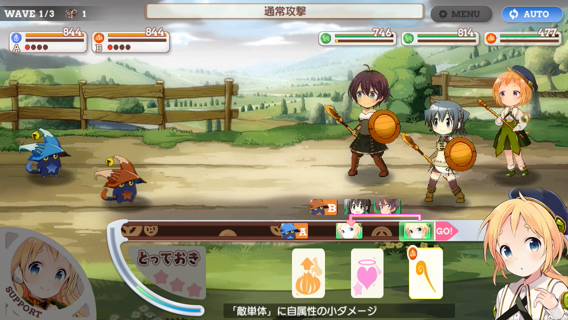 WAVE 1/3
1
通常攻撃
MENU
AUTO
844
A
844
B
746
814
477
B
A
GO!
とっておき
SUPPORT
「敵単体」に自属性の小ダメージ